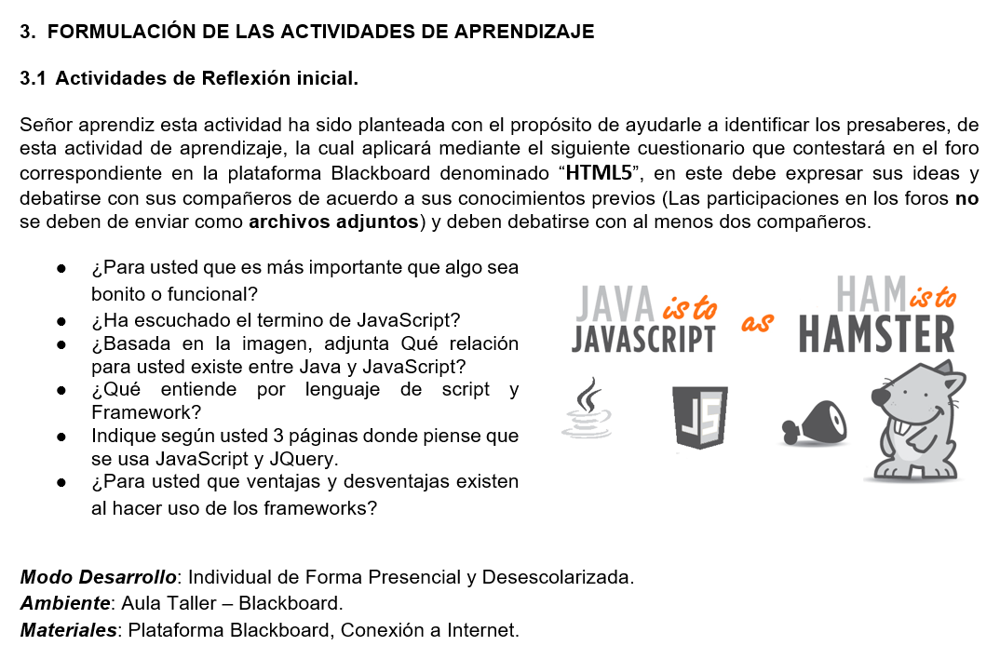 3. FORMULACIÓN DE LAS ACTIVIDADES DE APRENDIZAJE
3.1 Actividades de Reflexión inicial.
Señor aprendiz esta actividad ha sido planteada con el propósito de ayudarle a identificar los presaberes, de
esta actividad de aprendizaje, la cual aplicará mediante el siguiente cuestionario que contestará en el foro
correspondiente en la plataforma Blackboard denominado “HTML5”, en este debe expresar sus ideas y
debatirse con sus compañeros de acuerdo a sus conocimientos previos (Las participaciones en los foros no
se deben de enviar como archivos adjuntos) y deben debatirse con al menos dos compañeros.
● ¿Para usted que es más importante que algo sea
bonito o funcional?
● ¿Ha escuchado el termino de JavaScript?
● ¿Basada en la imagen, adjunta Qué relación
para usted existe entre Java y JavaScript?
● ¿Qué entiende por lenguaje de script y
Framework?
● Indique según usted 3 páginas donde piense que
se usa JavaScript y JQuery.
● ¿Para usted que ventajas y desventajas existen
al hacer uso de los frameworks?
JAVA is to
JAVASCRIPT
as
HAM is to
HAMSTER
JS
Modo Desarrollo: Individual de Forma Presencial y Desescolarizada.
Ambiente: Aula Taller – Blackboard.
Materiales: Plataforma Blackboard, Conexión a Internet.